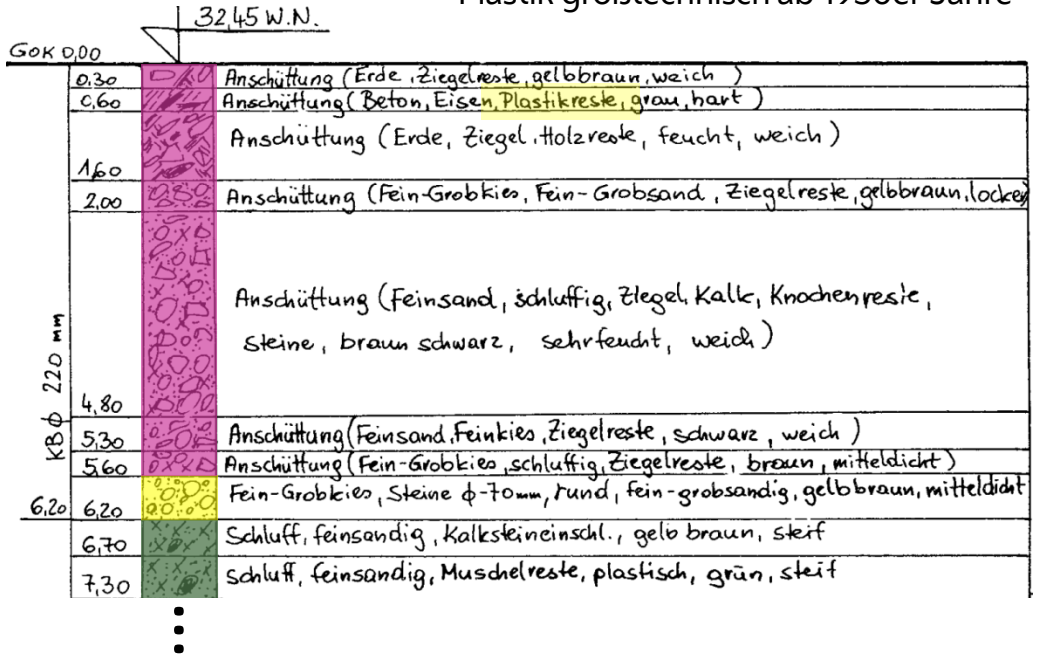 Plastik großtechnisch ab 1950er Jahre
32,45 W.N.
GOK 0,00
0,30 Anschüttung (Erde, Ziegelreste, gelbbraun, weich )
0,60 Anschüttung (Beton, Eisen, Plastikreste, grau, hart )
1,60 Anschüttung (Erde, Ziegel, Holzreste, feucht, weich )
2,00 Anschüttung (Fein-Grobkies, Fein-Grobsand, Ziegelreste, gelbbraun, locker)
Anschüttung (Feinsand, schluffig, Ziegel, Kalk, Knochenreste,
steine, braun schwarz, sehr feucht, weich )
4,80
KBϕ 220 mm
5,30 Anschüttung (Feinsand, Feinkies, Ziegelreste, schwarz, weich )
5,60 Anschüttung (Fein-Grobkies, schluffig, Ziegelreste, braun, mitteldicht )
6,20 6,20 Fein-Grobkies, Steine ϕ-70mm, rund, fein-grobsandig, gelbbraun, mitteldicht
6,70 Schluff, feinsandig, Kalksteineinschl., gelb braun, steif
7,30 Schluff, feinsandig, Muschelreste, plastisch, grün, steif